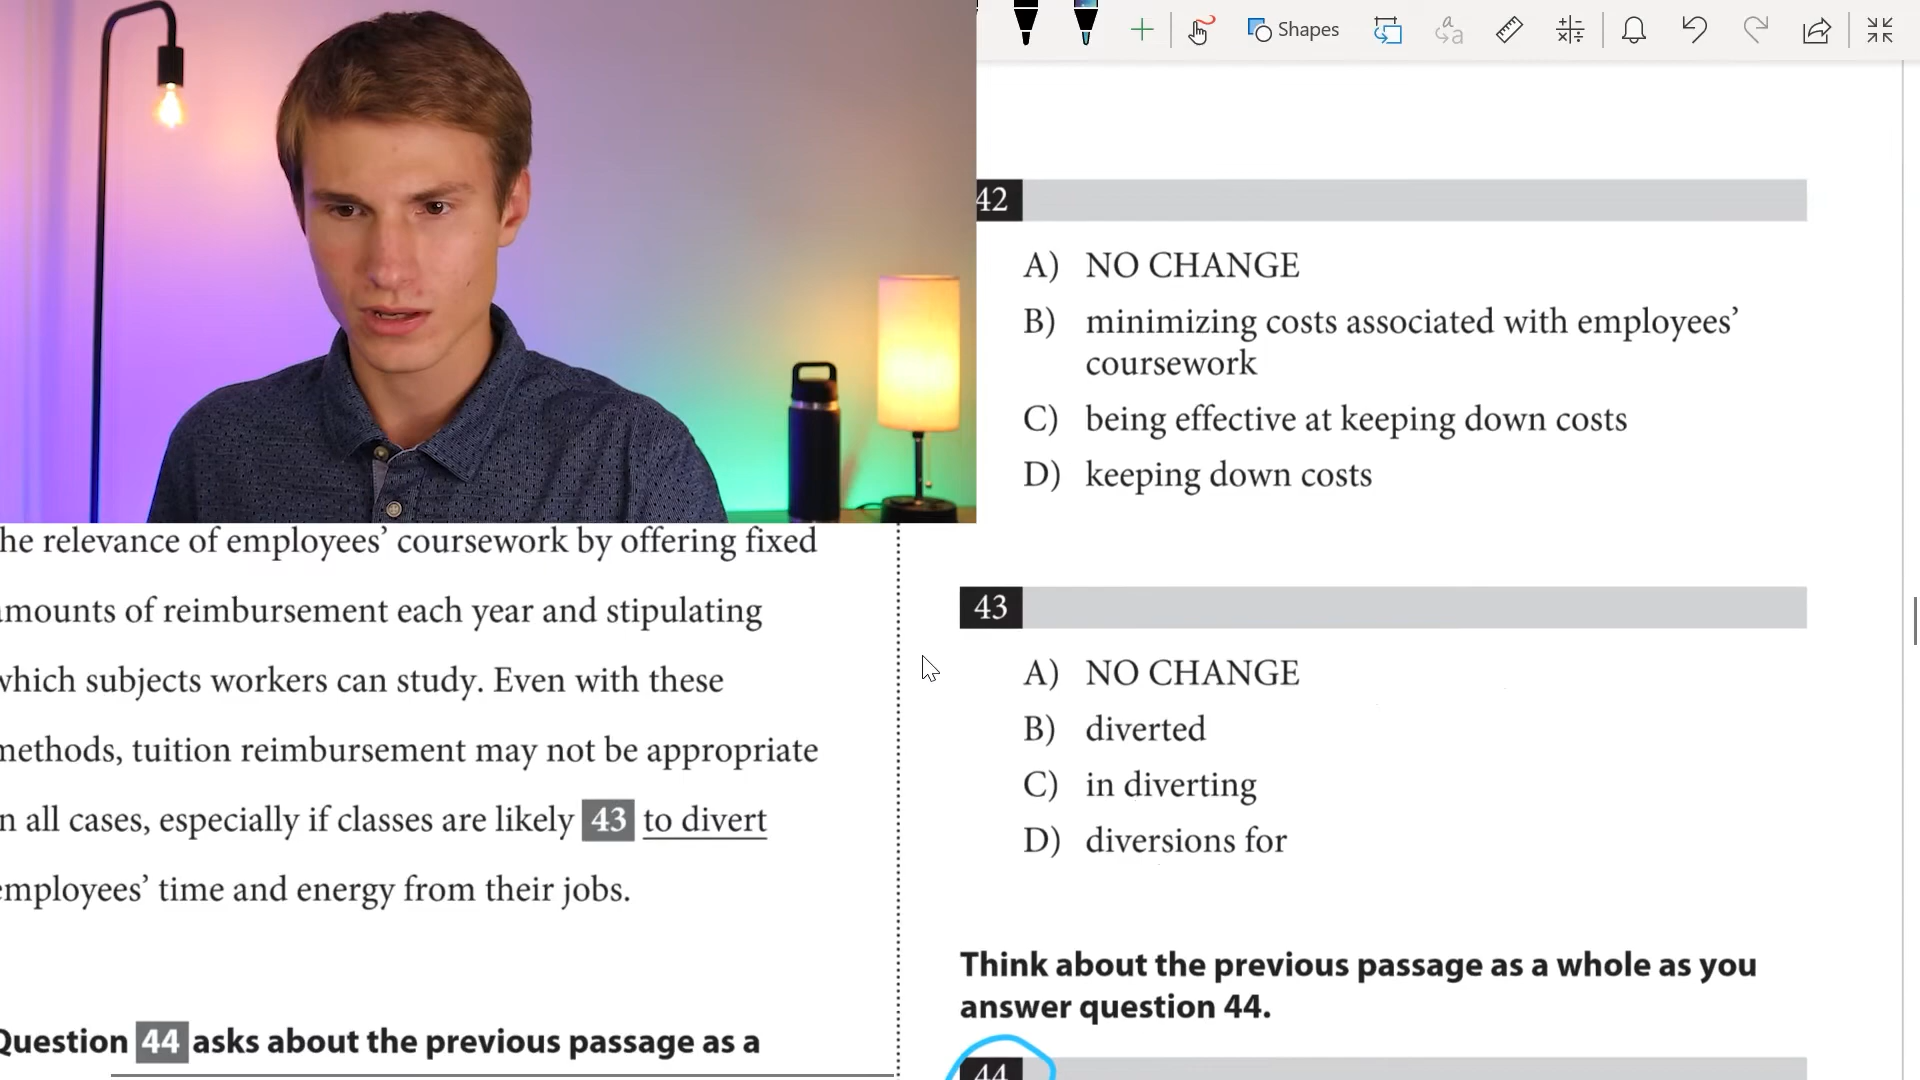 Shapes
he relevance of employees' coursework by offering fixed
amounts of reimbursement each year and stipulating
which subjects workers can study. Even with these
methods, tuition reimbursement may not be appropriate
in all cases, especially if classes are likely 43 to divert
employees' time and energy from their jobs.
Question 44 asks about the previous passage as a
42
A) NO CHANGE
B) minimizing costs associated with employees'
coursework
C) being effective at keeping down costs
D) keeping down costs
43
A) NO CHANGE
B) diverted
C) in diverting
D) diversions for
Think about the previous passage as a whole as you
answer question 44.
44